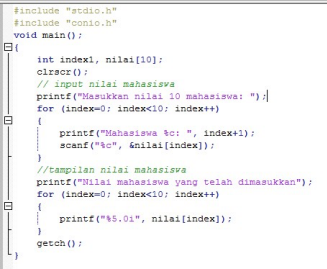 #include "stdio.h"
#include "conio.h"
void main();
{
int index1, nilai[10];
clrscr();
// input nilai mahasiswa
printf("Masukkan nilai 10 mahasiswa: ");
for (index=0; index<10; index++)
{
printf("Mahasiswa %c: ", index+1);
scanf("%c", &nilai[index]);
}
//tampilan nilai mahasiswa
printf("Nilai mahasiswa yang telah dimasukkan");
for (index=0; index<10; index++)
{
printf("%5.0i", nilai[index]);
}
getch();
}